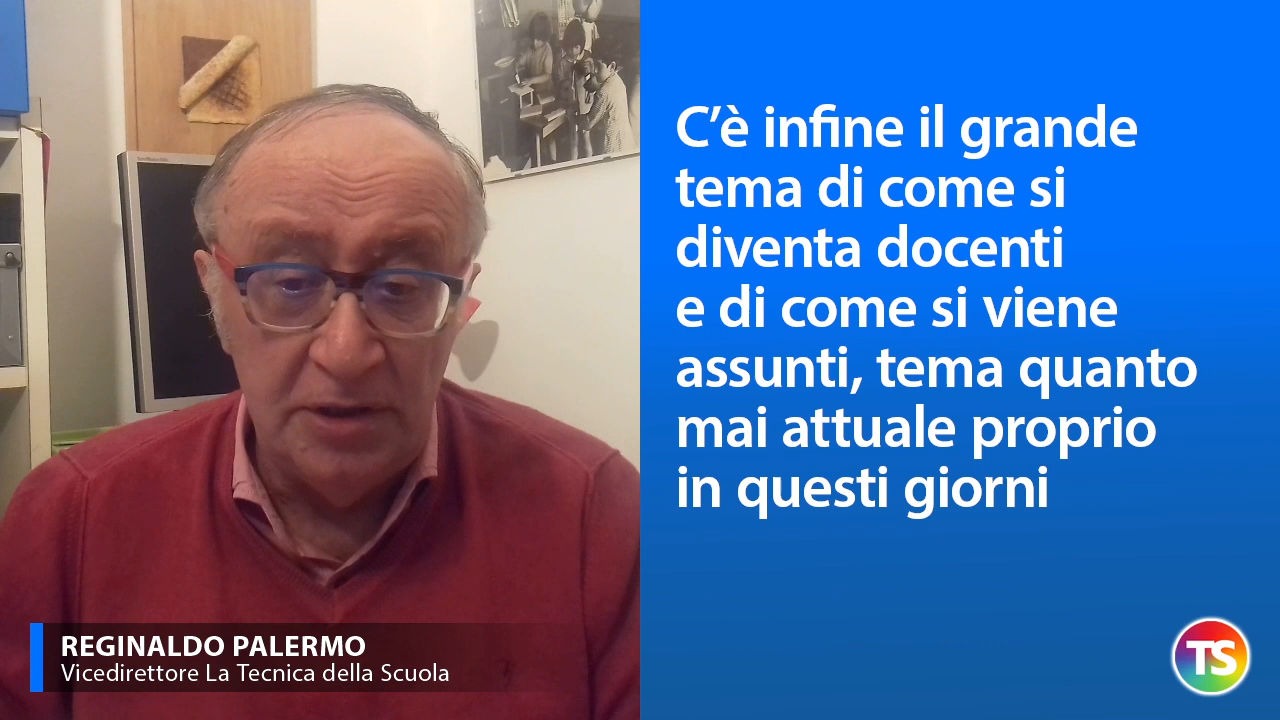 C’è infine il grande
tema di come si
diventa docenti
e di come si viene
assunti, tema quanto
mai attuale proprio
in questi giorni
REGINALDO PALERMO
Vicedirettore La Tecnica della Scuola
TS